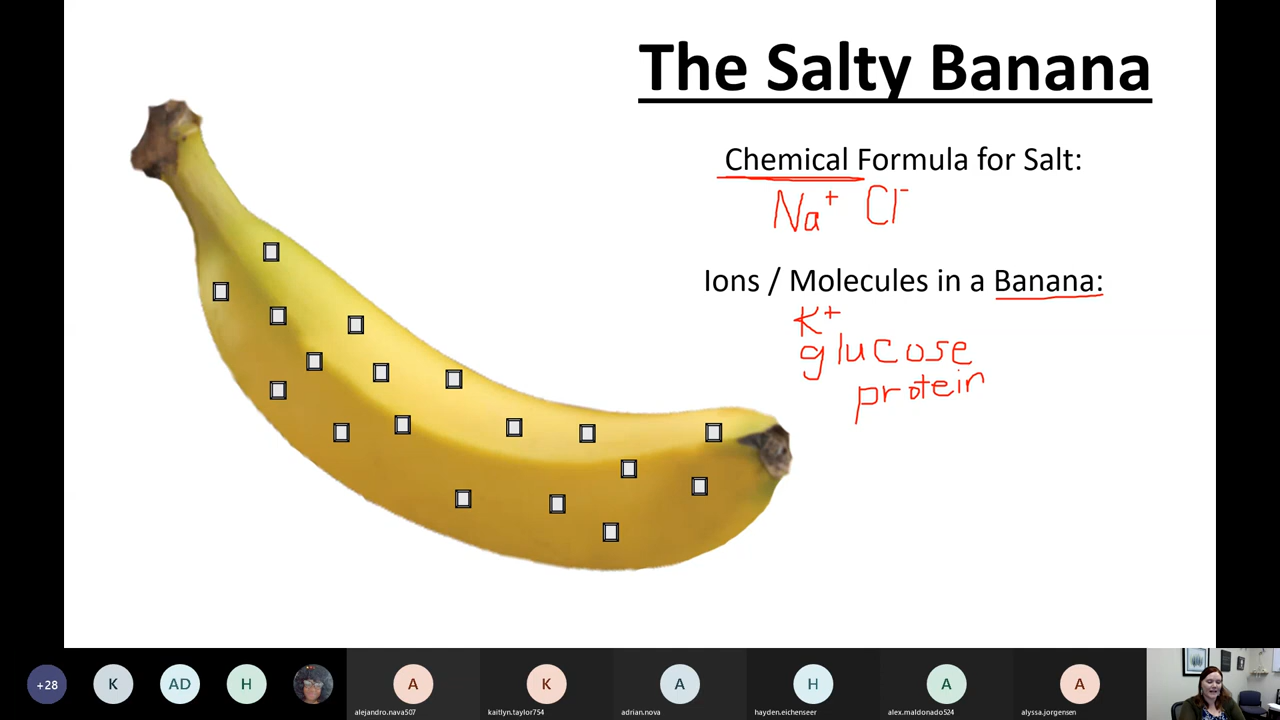 The Salty Banana
Chemical Formula for Salt:
Na⁺ Cl⁻
Ions / Molecules in a Banana:
K⁺
glucose
protein
+28
K
AD
H
A
K
A
H
A
A
alejandro.nava507
kaitlyn.taylor754
adrian.nova
hayden.eichenseer
alex.maldonado524
alyssa.jorgensen